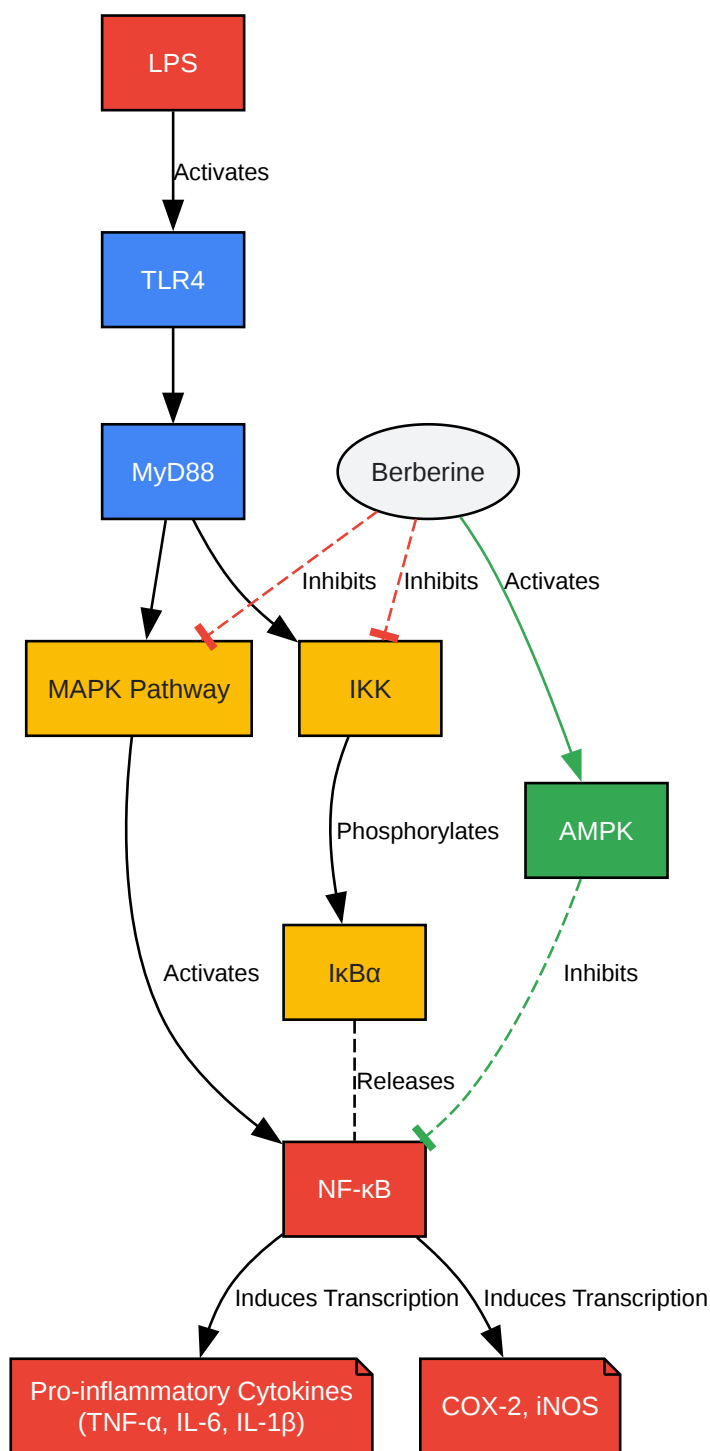 LPS
Activates
TLR4
MyD88
Berberine
Inhibits
Inhibits
Activates
MAPK Pathway
IKK
Phosphorylates
AMPK
Activates
IκBα
Inhibits
Releases
NF-κB
Induces Transcription
Induces Transcription
Pro-inflammatory Cytokines
(TNF-α, IL-6, IL-1β)
COX-2, iNOS